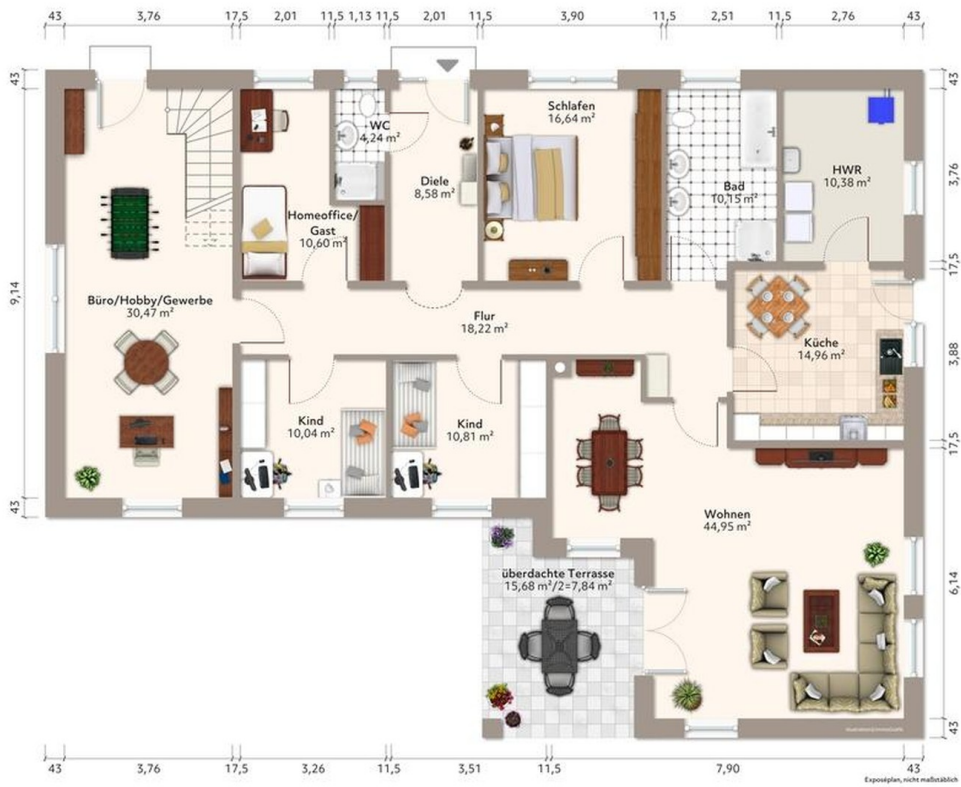 43 3,76 17,5 2,01 11,5 1,13 11,5 2,01 11,5 3,90 11,5 2,51 11,5 2,76 43
43
43
Schlafen
16,64 m²
WC
4,24 m²
HWR
10,38 m²
3,76
Diele
8,58 m²
Bad
10,15 m²
Homeoffice/
Gast
10,60 m²
17,5
9,14
Büro/Hobby/Gewerbe
30,47 m²
Flur
18,22 m²
Küche
14,96 m²
3,88
Kind
10,04 m²
Kind
10,81 m²
17,5
43
Wohnen
44,95 m²
überdachte Terrasse
15,68 m²/2=7,84 m²
6,14
43
43 3,76 17,5 3,26 11,5 3,51 11,5 7,90 43
Exposéplan, nicht maßstäblich